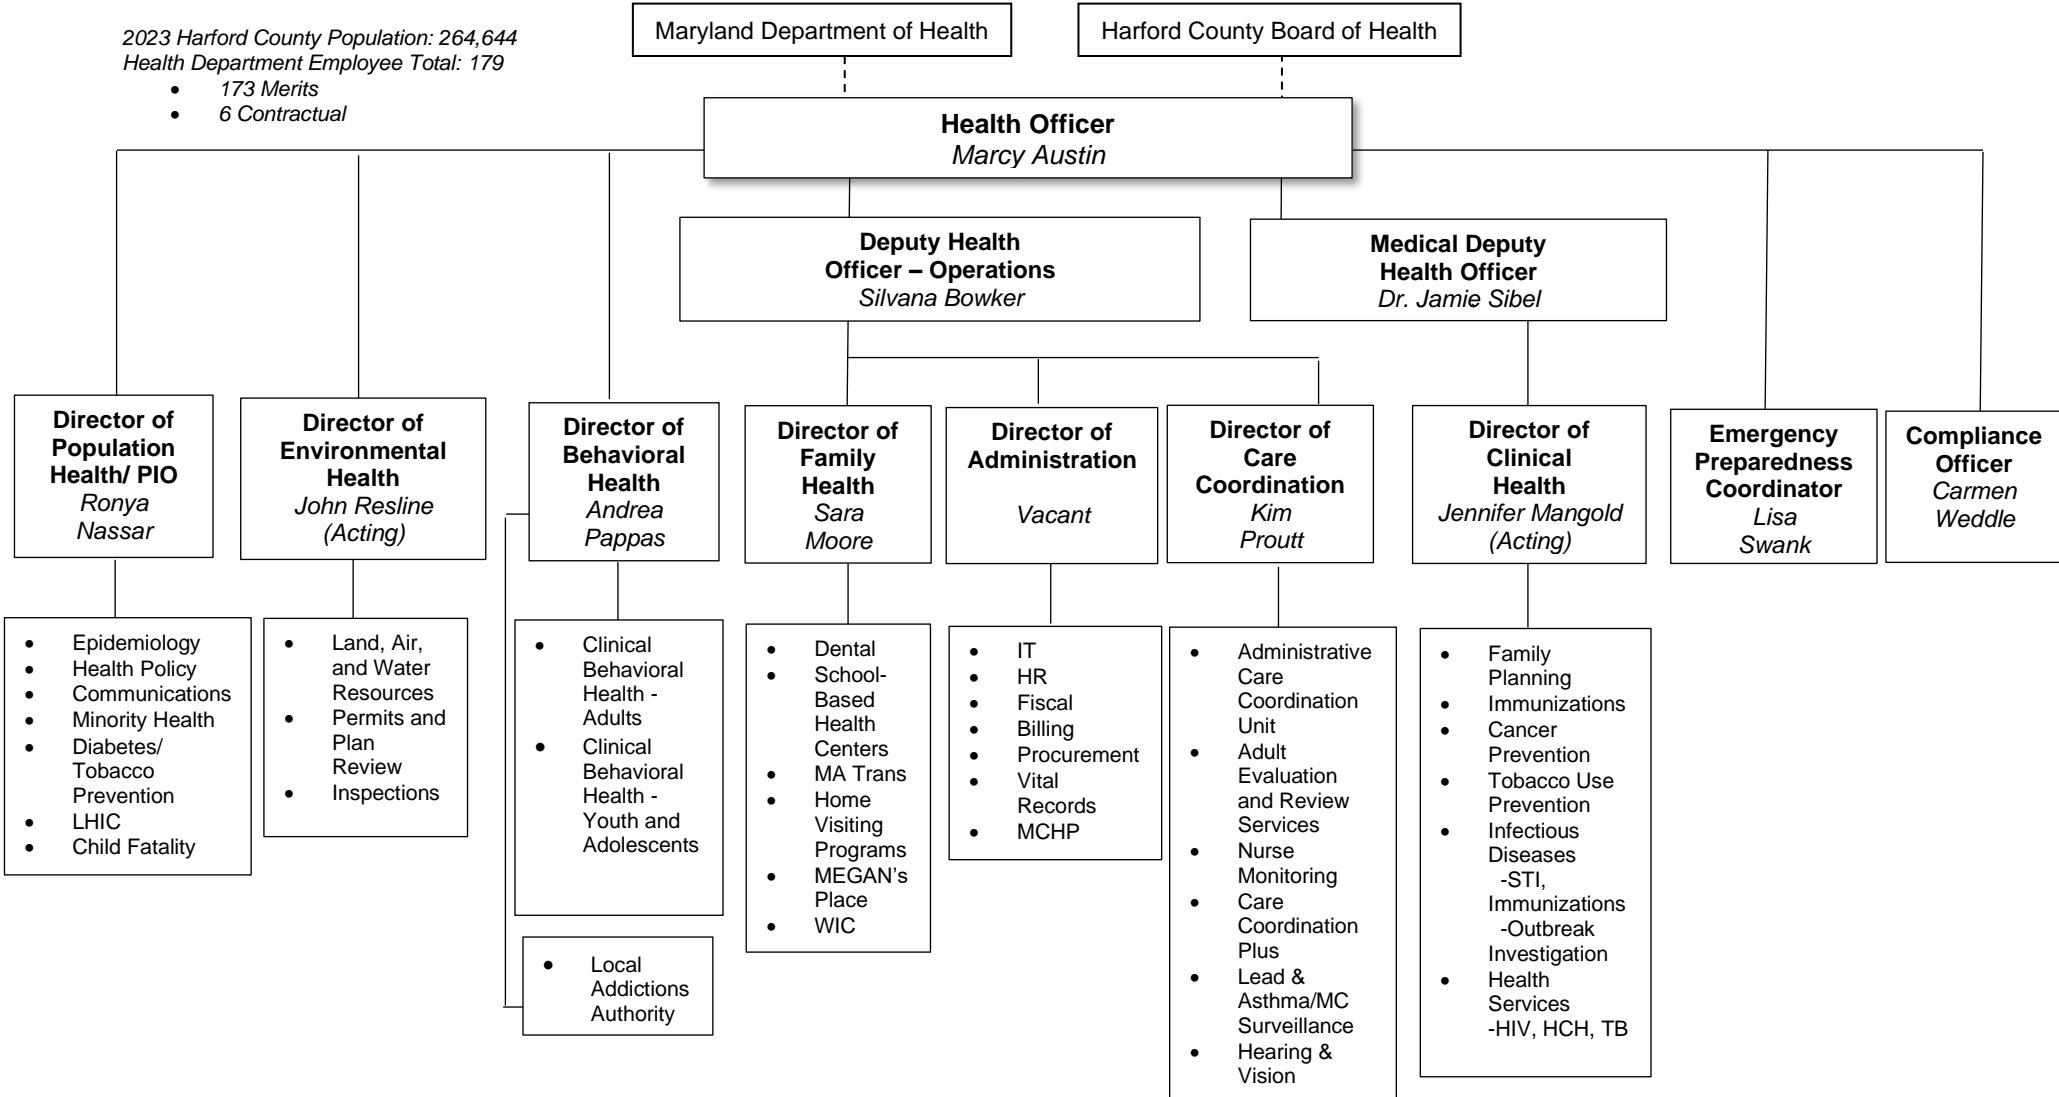 2023 Harford County Population: 264,644
Health Department Employee Total: 179
• 173 Merits
• 6 Contractual
Maryland Department of Health
Harford County Board of Health
Health Officer
Marcy Austin
Deputy Health
Officer – Operations
Silvana Bowker
Medical Deputy
Health Officer
Dr. Jamie Sibel
Director of
Population
Health/ PIO
Ronya
Nassar
Director of
Environmental
Health
John Resline
(Acting)
Director of
Behavioral
Health
Andrea
Pappas
Director of
Family
Health
Sara
Moore
Director of
Administration
Vacant
Director of
Care
Coordination
Kim
Proutt
Director of
Clinical
Health
Jennifer Mangold
(Acting)
Emergency
Preparedness
Coordinator
Lisa
Swank
Compliance
Officer
Carmen
Weddle
• Epidemiology
• Health Policy
• Communications
• Minority Health
• Diabetes/
Tobacco
Prevention
• LHIC
• Child Fatality
• Land, Air,
and Water
Resources
• Permits and
Plan
Review
• Inspections
• Clinical
Behavioral
Health -
Adults
• Clinical
Behavioral
Health -
Youth and
Adolescents
• Local
Addictions
Authority
• Dental
• School-
Based
Health
Centers
• MA Trans
• Home
Visiting
Programs
• MEGAN's
Place
• WIC
• IT
• HR
• Fiscal
• Billing
• Procurement
• Vital
Records
• MCHP
• Administrative
Care
Coordination
Unit
• Adult
Evaluation
and Review
Services
• Nurse
Monitoring
• Care
Coordination
Plus
• Lead &
Asthma/MC
Surveillance
• Hearing &
Vision
• Family
Planning
• Immunizations
• Cancer
Prevention
• Tobacco Use
Prevention
• Infectious
Diseases
-STI,
Immunizations
-Outbreak
Investigation
• Health
Services
-HIV, HCH, TB